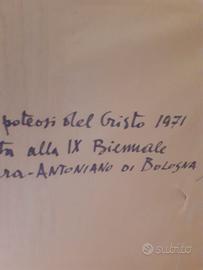 poteosi del Cristo 1971
ta alla IX Biennale
ra-ANTONIANO DI BOLOGNA
subito